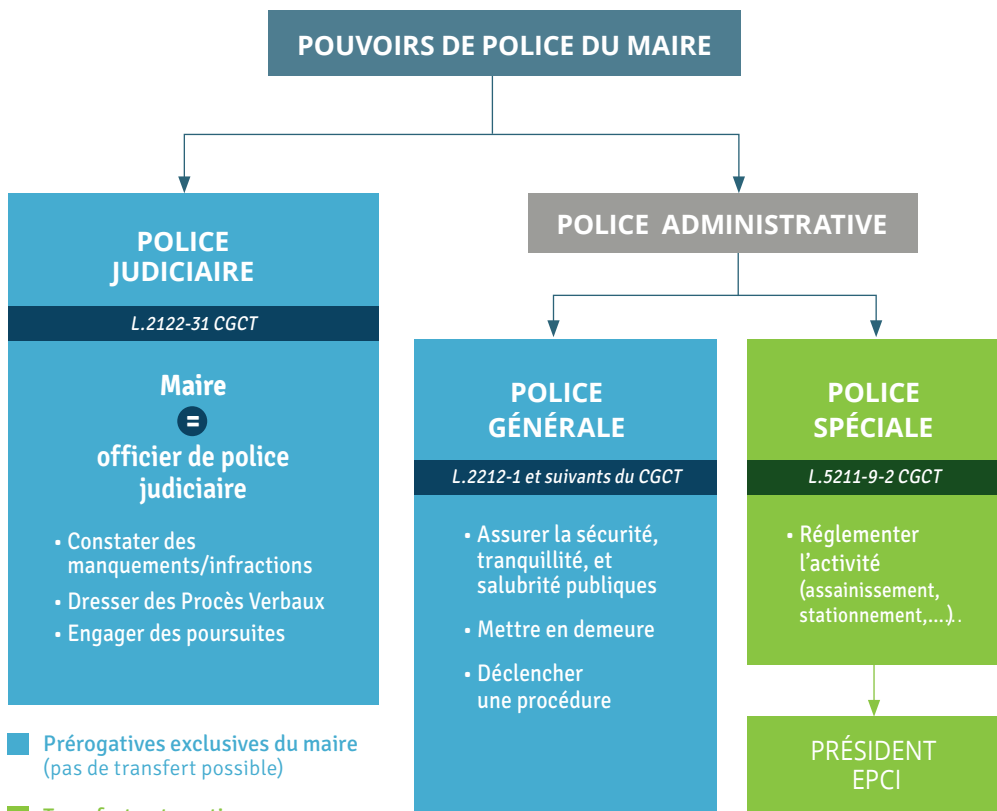 POUVOIRS DE POLICE DU MAIRE
POLICE
JUDICIAIRE
L.2122-31 CGCT
Maire
=
officier de police
judiciaire
• Constater des
manquements/infractions
• Dresser des Procès Verbaux
• Engager des poursuites
POLICE ADMINISTRATIVE
POLICE
GÉNÉRALE
L.2212-1 et suivants du CGCT
• Assurer la sécurité,
tranquillité, et
salubrité publiques
• Mettre en demeure
• Déclencher
une procédure
POLICE
SPÉCIALE
L.5211-9-2 CGCT
• Réglementer
l'activité
(assainissement,
stationnement,....)..
PRÉSIDENT
EPCI
Prérogatives exclusives du maire
(pas de transfert possible)